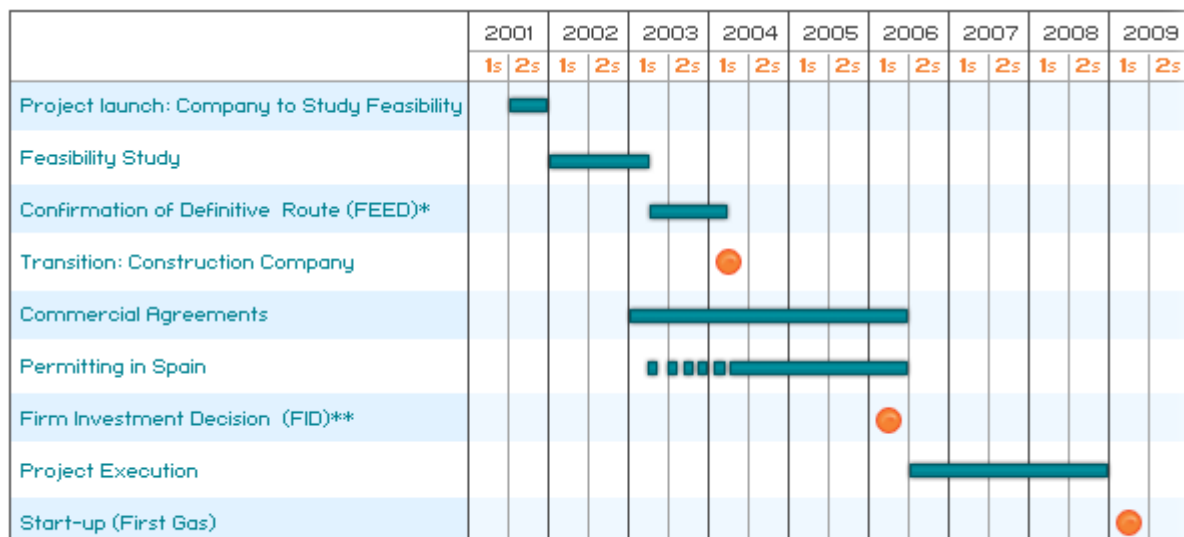 2001 2002 2003 2004 2005 2006 2007 2008 2009
1s 2s 1s 2s 1s 2s 1s 2s 1s 2s 1s 2s 1s 2s 1s 2s 1s 2s
Project launch: Company to Study Feasibility
Feasibility Study
Confirmation of Definitive Route (FEED)*
Transition: Construction Company
Commercial Agreements
Permitting in Spain
Firm Investment Decision (FID)**
Project Execution
Start-up (First Gas)